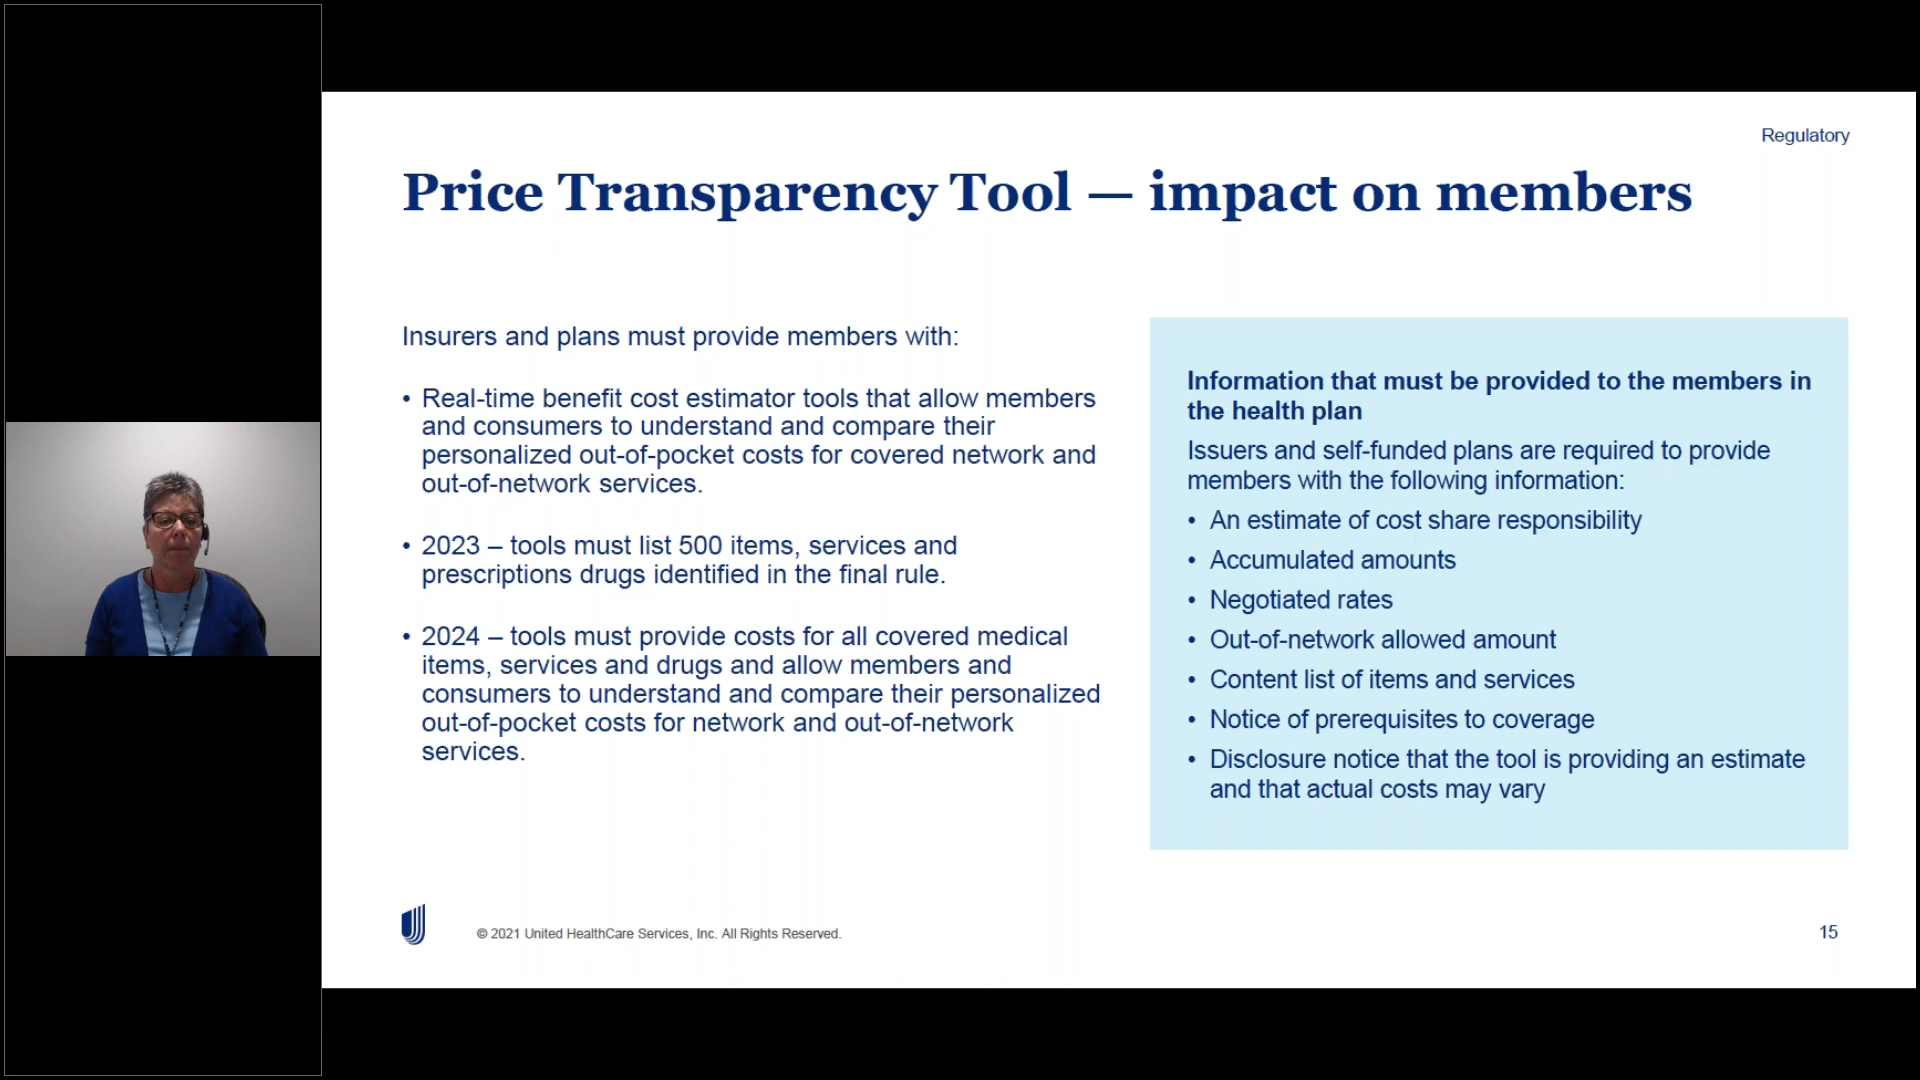 Regulatory
Price Transparency Tool — impact on members
Insurers and plans must provide members with:
• Real-time benefit cost estimator tools that allow members
and consumers to understand and compare their
personalized out-of-pocket costs for covered network and
out-of-network services.
• 2023 – tools must list 500 items, services and
prescriptions drugs identified in the final rule.
• 2024 – tools must provide costs for all covered medical
items, services and drugs and allow members and
consumers to understand and compare their personalized
out-of-pocket costs for network and out-of-network
services.
Information that must be provided to the members in
the health plan
Issuers and self-funded plans are required to provide
members with the following information:
• An estimate of cost share responsibility
• Accumulated amounts
• Negotiated rates
• Out-of-network allowed amount
• Content list of items and services
• Notice of prerequisites to coverage
• Disclosure notice that the tool is providing an estimate
and that actual costs may vary
© 2021 United HealthCare Services, Inc. All Rights Reserved.
15